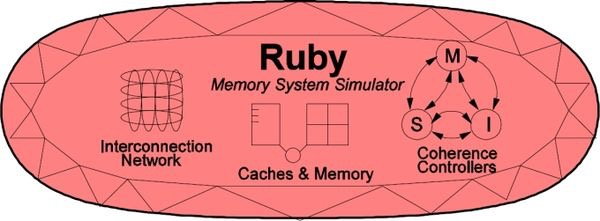 Ruby
Memory System Simulator
M
S
I
Interconnection
Network
Caches & Memory
Coherence
Controllers